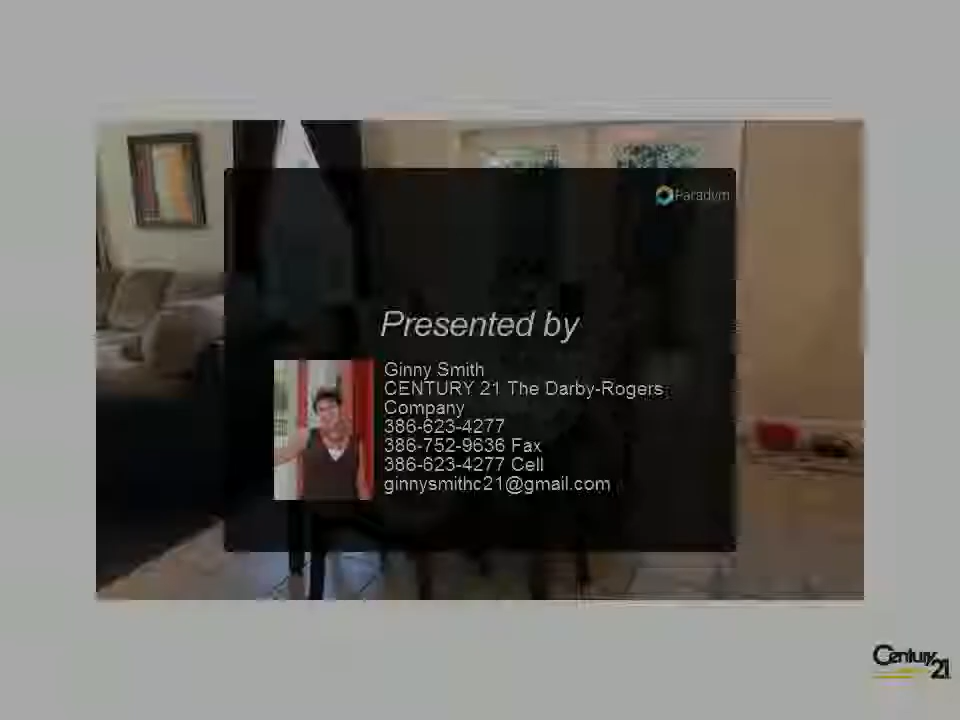 Paradym
Presented by
Ginny Smith
CENTURY 21 The Darby-Rogers
Company
386-623-4277
386-752-9636 Fax
386-623-4277 Cell
ginnysmithc21@gmail.com
Century
21